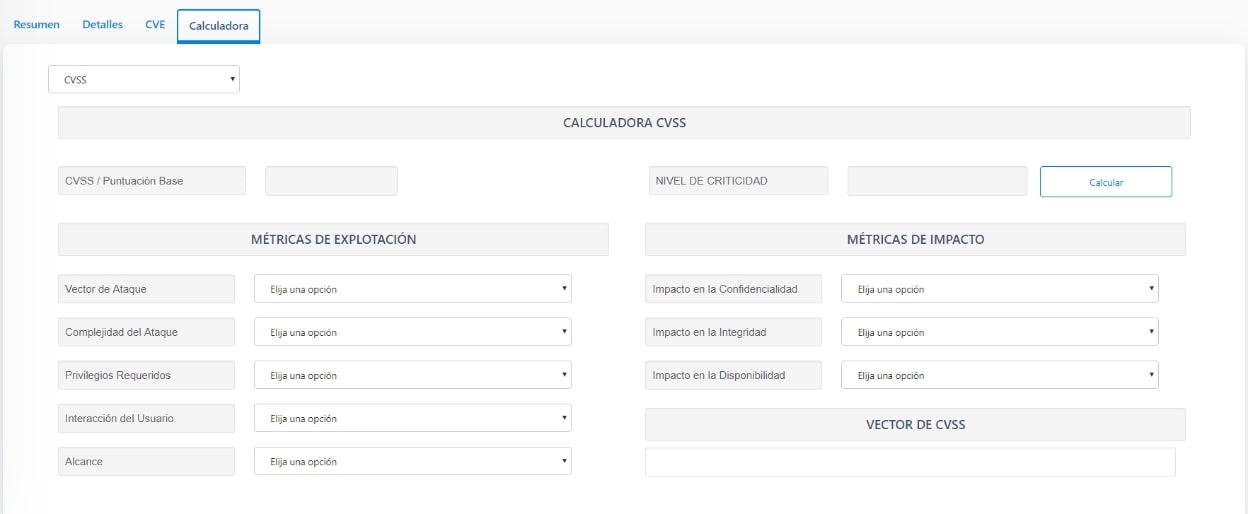 Resumen Detalles CVE Calculadora
CVSS
CALCULADORA CVSS
CVSS / Puntuación Base NIVEL DE CRITICIDAD Calcular
MÉTRICAS DE EXPLOTACIÓN
Vector de Ataque Elija una opción
Complejidad del Ataque Elija una opción
Privilegios Requeridos Elija una opción
Interacción del Usuario Elija una opción
Alcance Elija una opción
MÉTRICAS DE IMPACTO
Impacto en la Confidencialidad Elija una opción
Impacto en la Integridad Elija una opción
Impacto en la Disponibilidad Elija una opción
VECTOR DE CVSS